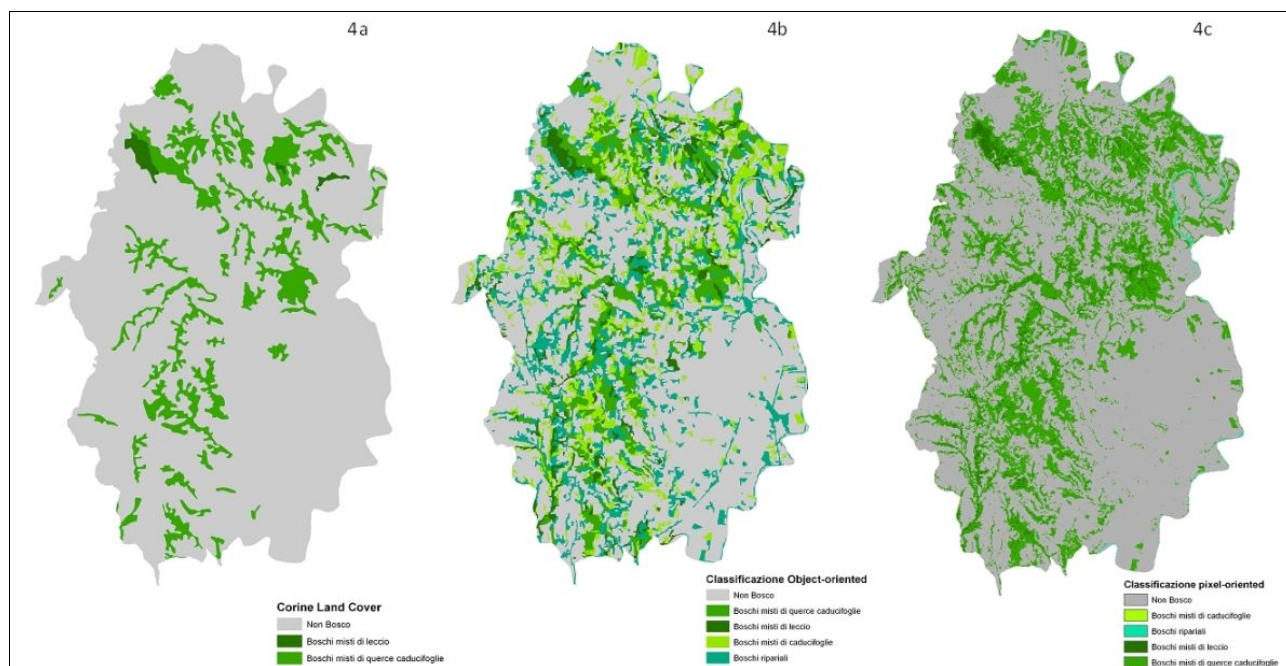 4a
4b
4c
Corine Land Cover
Non Bosco
Boschi misti di leccio
Boschi misti di querce caducifoglie
Classificazione Object-oriented
Non Bosco
Boschi misti di querce caducifoglie
Boschi misti di leccio
Boschi misti di caducifoglie
Boschi ripariali
Classificazione pixel-oriented
Non Bosco
Boschi misti di caducifoglie
Boschi ripariali
Boschi misti di leccio
Boschi misti di querce caducifoglie